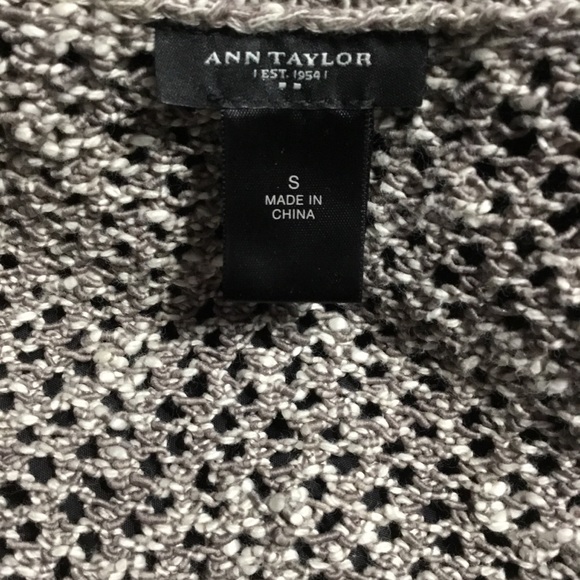 ANN TAYLOR
| EST. 1954 |
S
MADE IN
CHINA